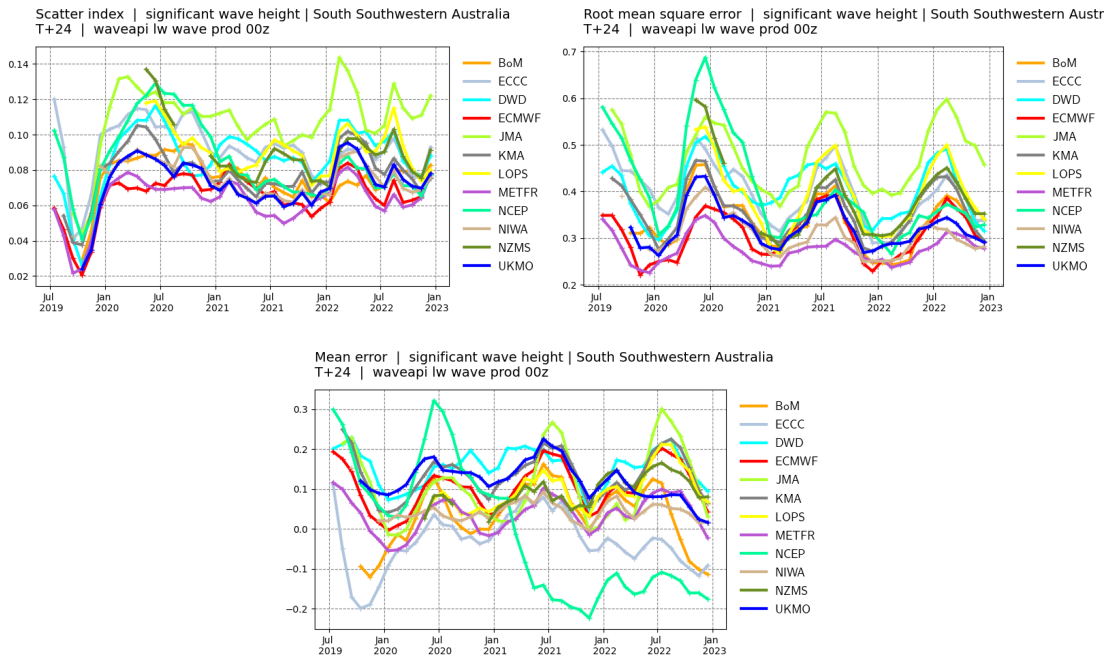 Scatter index | significant wave height | South Southwestern Australia
T+24 | waveapi lw wave prod 00z
0.14
0.12
0.10
0.08
0.06
0.04
0.02
Jul 2019
Jan 2020
Jul 2020
Jan 2021
Jul 2021
Jan 2022
Jul 2022
Jan 2023
BoM
ECCC
DWD
ECMWF
JMA
KMA
LOPS
METFR
NCEP
NIWA
NZMS
UKMO
Root mean square error | significant wave height | South Southwestern Austr
T+24 | waveapi lw wave prod 00z
0.7
0.6
0.5
0.4
0.3
0.2
Jul 2019
Jan 2020
Jul 2020
Jan 2021
Jul 2021
Jan 2022
Jul 2022
Jan 2023
BoM
ECCC
DWD
ECMWF
JMA
KMA
LOPS
METFR
NCEP
NIWA
NZMS
UKMO
Mean error | significant wave height | South Southwestern Australia
T+24 | waveapi lw wave prod 00z
0.3
0.2
0.1
0.0
−0.1
−0.2
Jul 2019
Jan 2020
Jul 2020
Jan 2021
Jul 2021
Jan 2022
Jul 2022
Jan 2023
BoM
ECCC
DWD
ECMWF
JMA
KMA
LOPS
METFR
NCEP
NIWA
NZMS
UKMO